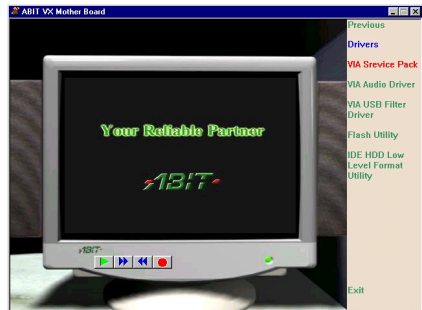 ABIT VX Mother Board
Previous
Drivers
VIA Srevice Pack
VIA Audio Driver
VIA USB Filter
Driver
Flash Utility
IDE HDD Low
Level Format
Utility
Exit
Your Reliable Partner
ABIT
ABIT